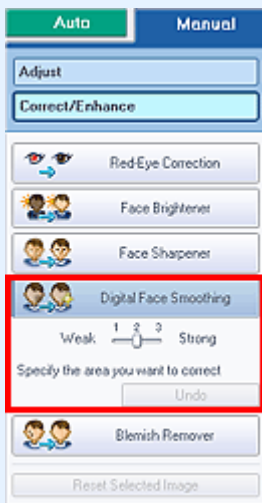 Auto Manual
Adjust
Correct/Enhance
Red-Eye Correction
Face Brightener
Face Sharpener
Digital Face Smoothing
1 2 3
Weak Strong
Specify the area you want to correct
Undo
Blemish Remover
Reset Selected Image